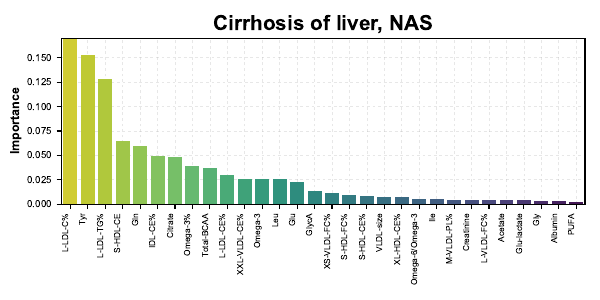 Cirrhosis of liver, NAS
Importance
0.150
0.125
0.100
0.075
0.050
0.025
0.000
L-LDL-C%
Tyr
L-LDL-TG%
S-HDL-CE
Gln
IDL-CE%
Citrate
Omega-3%
Total-BCAA
L-LDL-CE%
XXL-VLDL-CE%
Omega-3
Leu
Glu
GlycA
XS-VLDL-FC%
S-HDL-FC%
S-HDL-CE%
VLDL-size
XL-HDL-CE%
Omega-6/Omega-3
Ile
M-VLDL-PL%
Creatinine
L-VLDL-FC%
Acetate
Glu-lactate
Gly
Albumin
PUFA